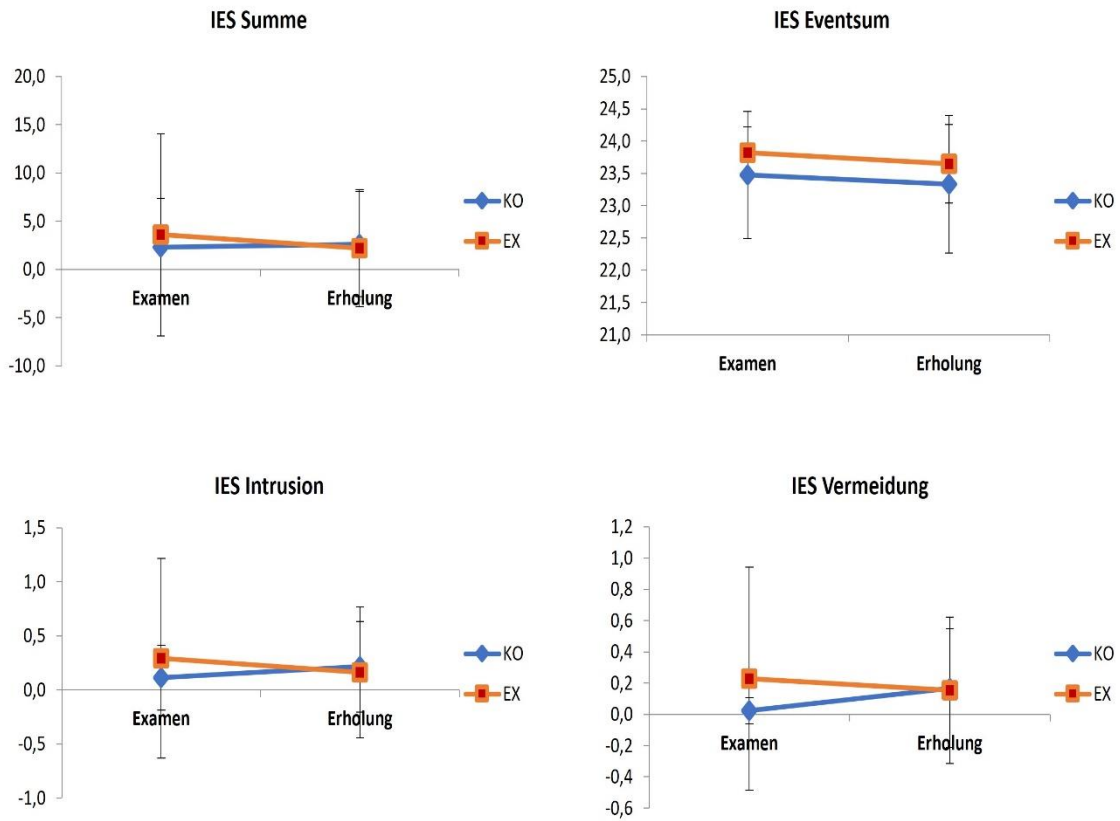 IES Summe
20,0
15,0
10,0
5,0
0,0
-5,0
-10,0
Examen
Erholung
KO
EX
IES Eventsum
25,0
24,5
24,0
23,5
23,0
22,5
22,0
21,5
21,0
Examen
Erholung
KO
EX
IES Intrusion
1,5
1,0
0,5
0,0
-0,5
-1,0
Examen
Erholung
KO
EX
IES Vermeidung
1,2
1,0
0,8
0,6
0,4
0,2
0,0
-0,2
-0,4
-0,6
Examen
Erholung
KO
EX